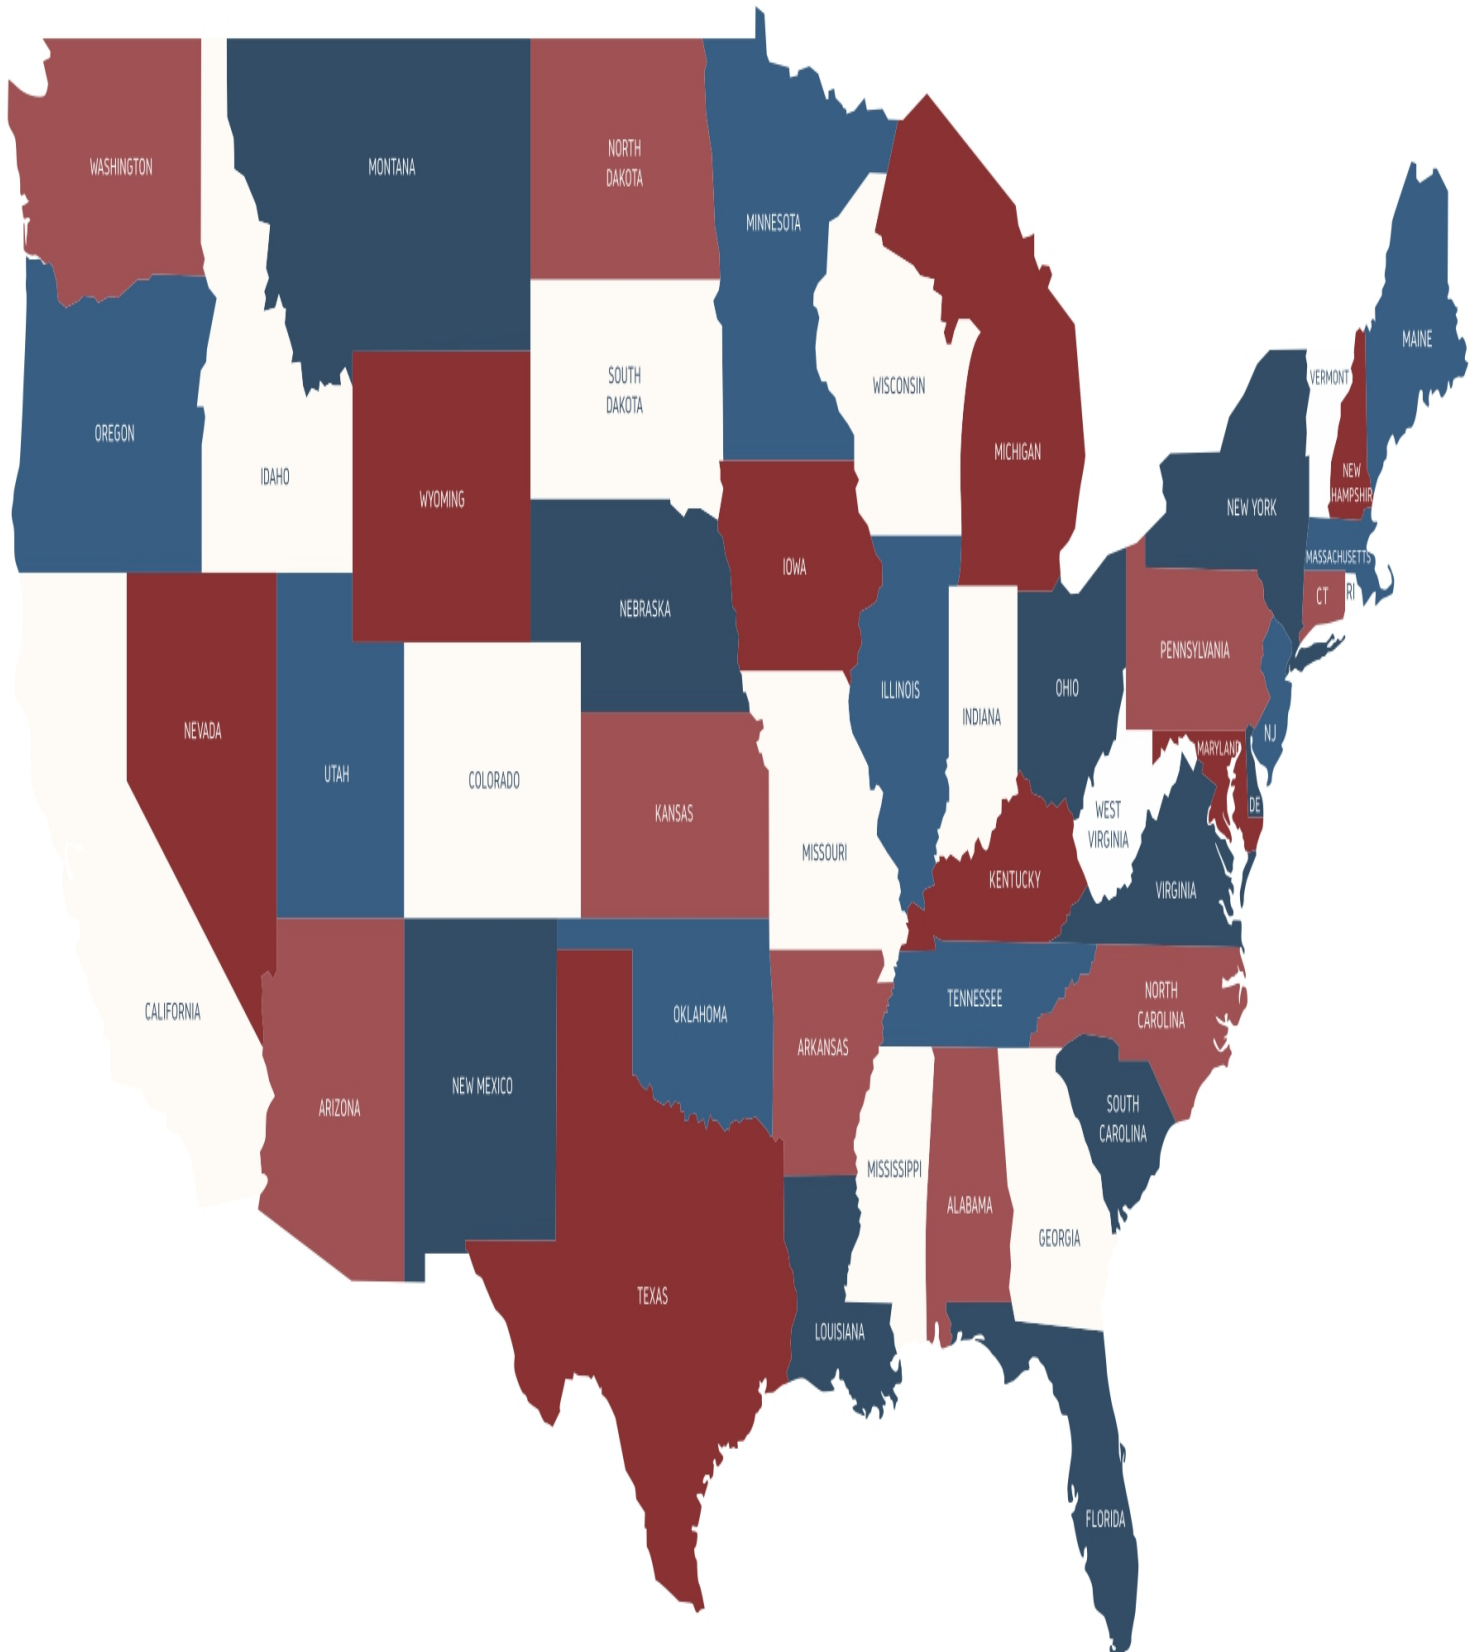 WASHINGTON
MONTANA
NORTH
DAKOTA
MINNESOTA
MAINE
SOUTH
DAKOTA
WISCONSIN
VERMONT
OREGON
IDAHO
WYOMING
MICHIGAN
NEW
HAMPSHIR
NEW YORK
MASSACHUSETTS
IOWA
NEBRASKA
CT
RI
PENNSYLVANIA
OHIO
ILLINOIS
INDIANA
NEVADA
NJ
MARYLAND
UTAH
COLORADO
KANSAS
DE
WEST
VIRGINIA
MISSOURI
KENTUCKY
VIRGINIA
CALIFORNIA
OKLAHOMA
TENNESSEE
NORTH
CAROLINA
ARKANSAS
NEW MEXICO
ARIZONA
SOUTH
CAROLINA
MISSISSIPPI
ALABAMA
GEORGIA
TEXAS
LOUISIANA
FLORIDA